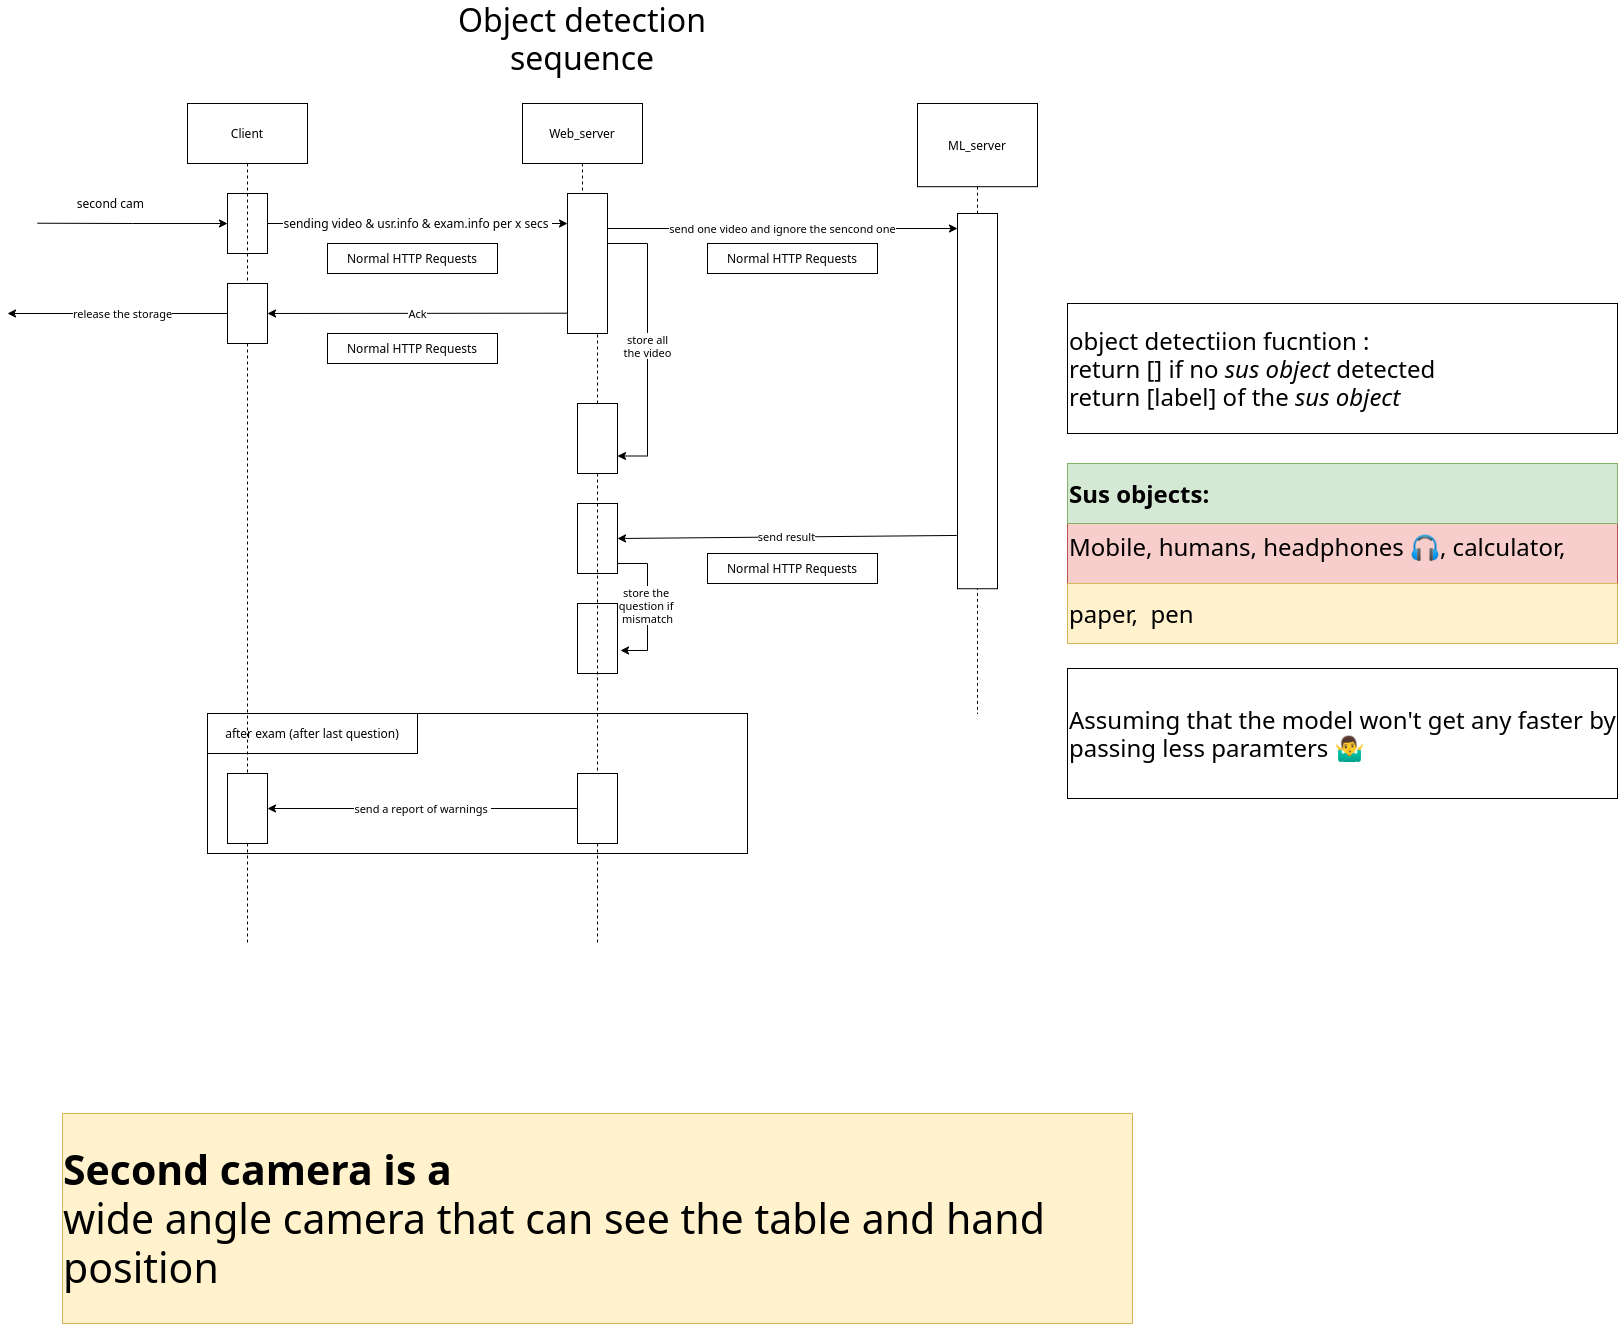 Object detection
sequence
Client
Web_server
ML_server
second cam
sending video & usr.info & exam.info per x secs
send one video and ignore the sencond one
Normal HTTP Requests
Normal HTTP Requests
release the storage
Ack
store all
the video
Normal HTTP Requests
object detectiion fucntion :
return [] if no sus object detected
return [label] of the sus object
Sus objects:
Mobile, humans, headphones 🎧, calculator,
paper,  pen
send result
Normal HTTP Requests
store the
question if
mismatch
Assuming that the model won't get any faster by
passing less paramters 🤷‍♂️
after exam (after last question)
send a report of warnings
Second camera is a
wide angle camera that can see the table and hand
position